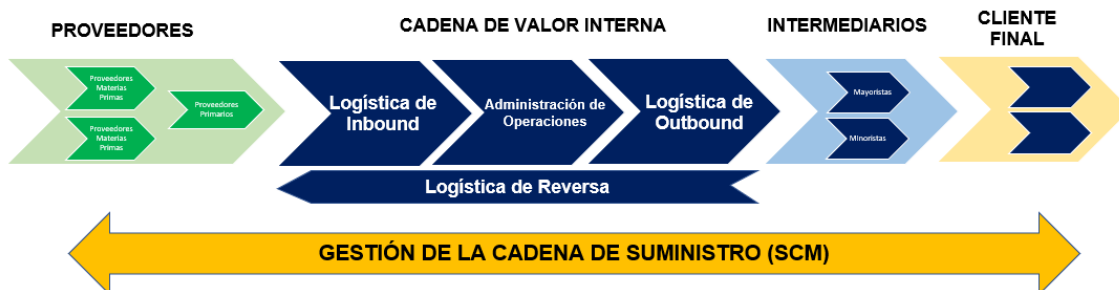 PROVEEDORES
CADENA DE VALOR INTERNA
INTERMEDIARIOS
CLIENTE
FINAL
Proveedores
Materias
Primas
Proveedores
Materias
Primas
Proveedores
Primarios
Logística de
Inbound
Administración de
Operaciones
Logística de
Outbound
Mayoristas
Minoristas
Logística de Reversa
GESTIÓN DE LA CADENA DE SUMINISTRO (SCM)